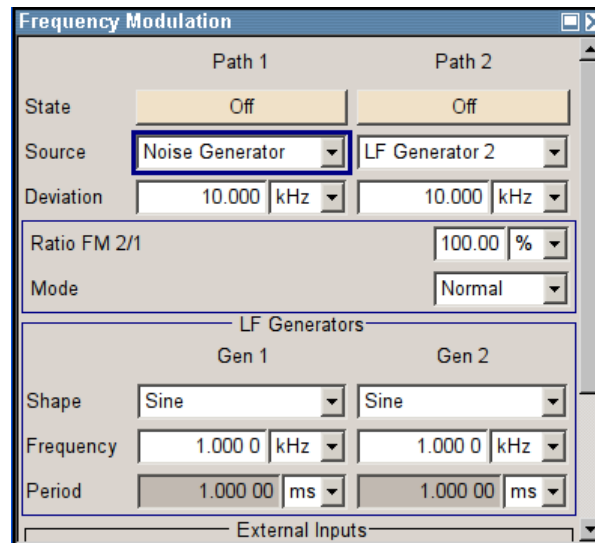 Frequency Modulation
Path 1 Path 2
State Off Off
Source Noise Generator LF Generator 2
Deviation 10.000 kHz 10.000 kHz
Ratio FM 2/1 100.00 %
Mode Normal
LF Generators
Gen 1 Gen 2
Shape Sine Sine
Frequency 1.000 0 kHz 1.000 0 kHz
Period 1.000 00 ms 1.000 00 ms
External Inputs